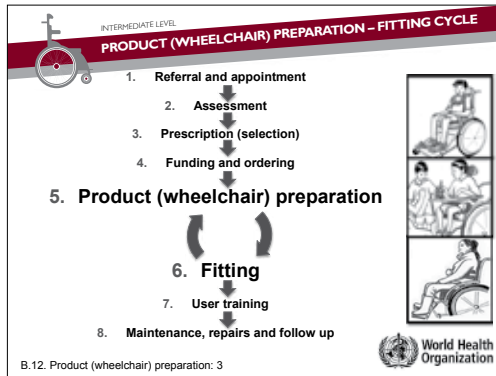 INTERMEDIATE LEVEL
PRODUCT (WHEELCHAIR) PREPARATION – FITTING CYCLE
1. Referral and appointment
2. Assessment
3. Prescription (selection)
4. Funding and ordering
5. Product (wheelchair) preparation
6. Fitting
7. User training
8. Maintenance, repairs and follow up
World Health
Organization
B.12. Product (wheelchair) preparation: 3